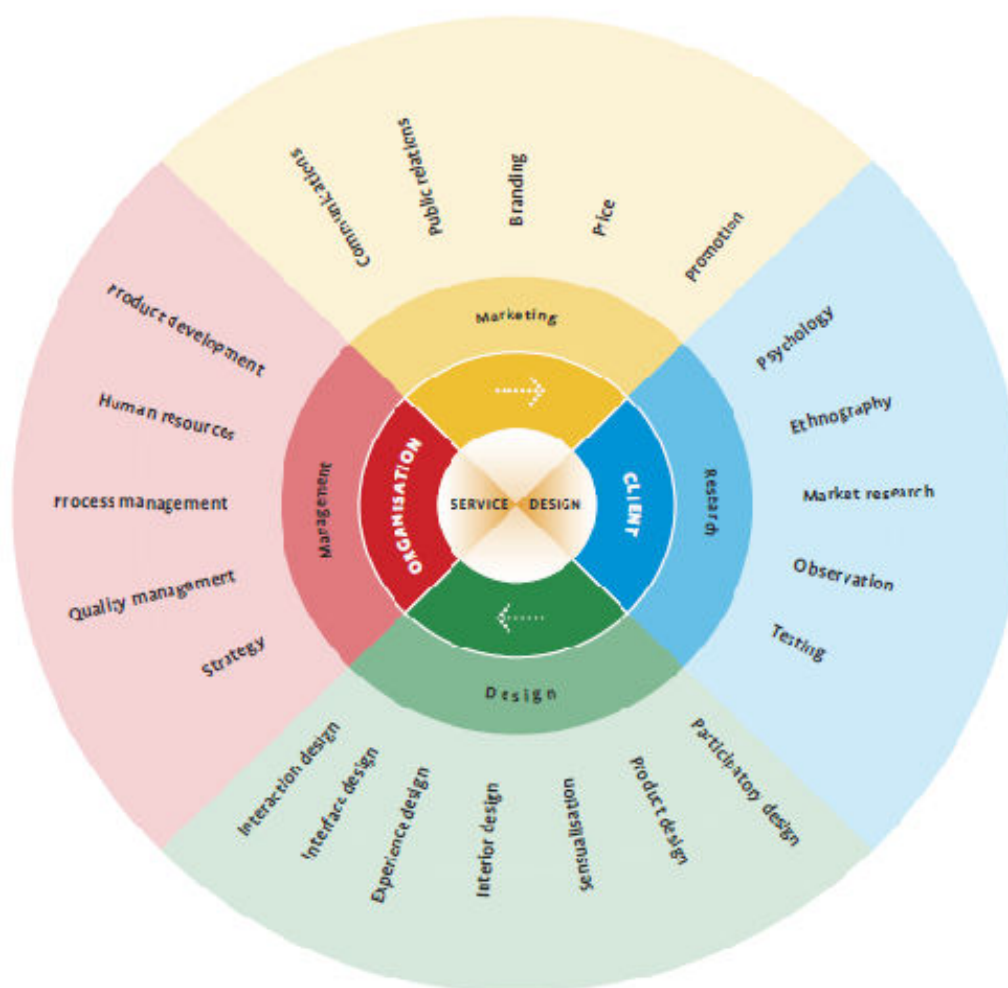 Communications
Public relations
Branding
Price
Promotion
Marketing
Product development
Human resources
Process management
Quality management
Strategy
Management
ORGANISATION
SERVICE DESIGN
CLIENT
Research
Psychology
Ethnography
Market research
Observation
Testing
Design
Interaction design
Interface design
Experience design
Interior design
Sensualisation
Product design
Participatory design